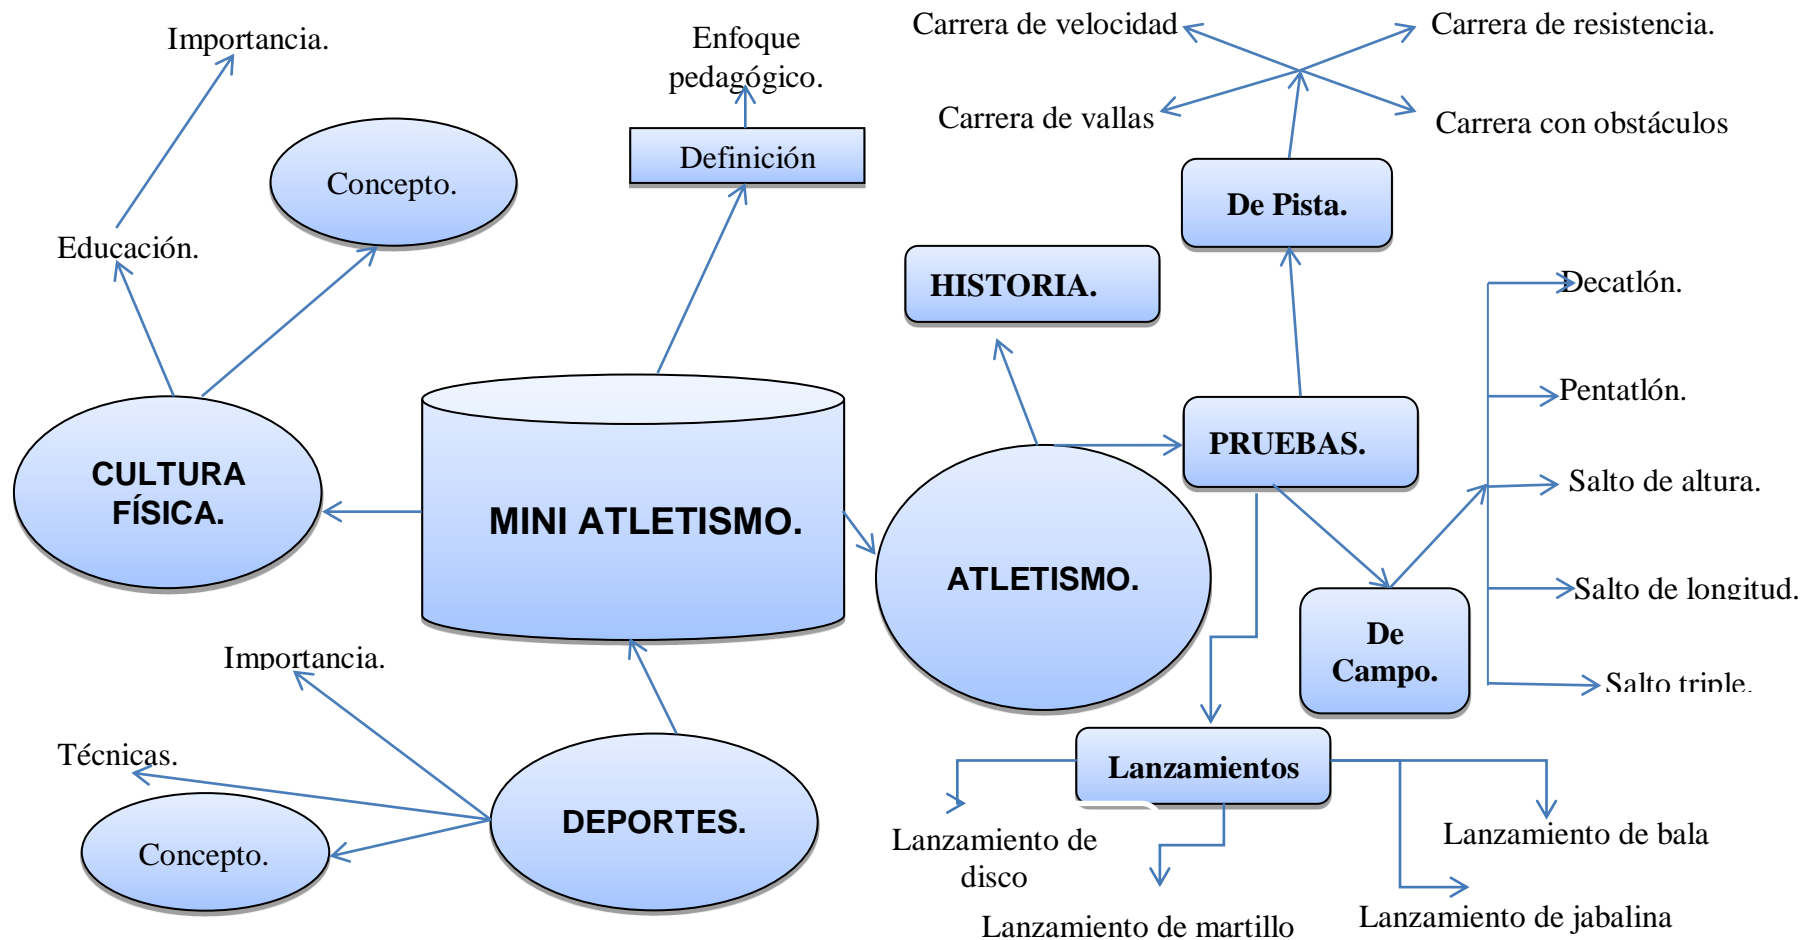 Importancia.
Enfoque
pedagógico.
Carrera de velocidad
Carrera de resistencia.
Carrera de vallas
Carrera con obstáculos
Definición
Concepto.
De Pista.
Educación.
HISTORIA.
Decatlón.
Pentatlón.
PRUEBAS.
CULTURA
FÍSICA.
Salto de altura.
MINI ATLETISMO.
ATLETISMO.
Salto de longitud.
De
Campo.
Importancia.
Salto triple.
Técnicas.
Lanzamientos
DEPORTES.
Concepto.
Lanzamiento de
disco
Lanzamiento de bala
Lanzamiento de martillo
Lanzamiento de jabalina